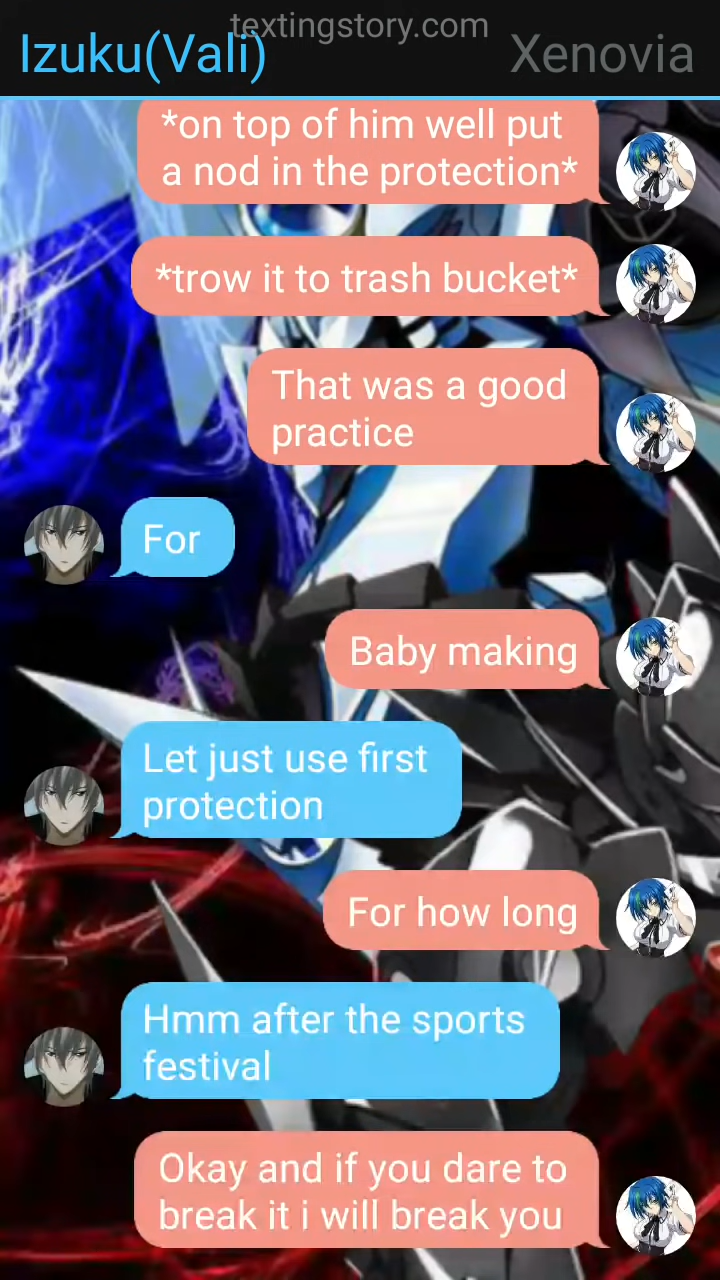 textingstory.com
Izuku(Vali)
Xenovia
*on top of him well put
a nod in the protection*
*trow it to trash bucket*
That was a good
practice
For
Baby making
Let just use first
protection
For how long
Hmm after the sports
festival
Okay and if you dare to
break it i will break you